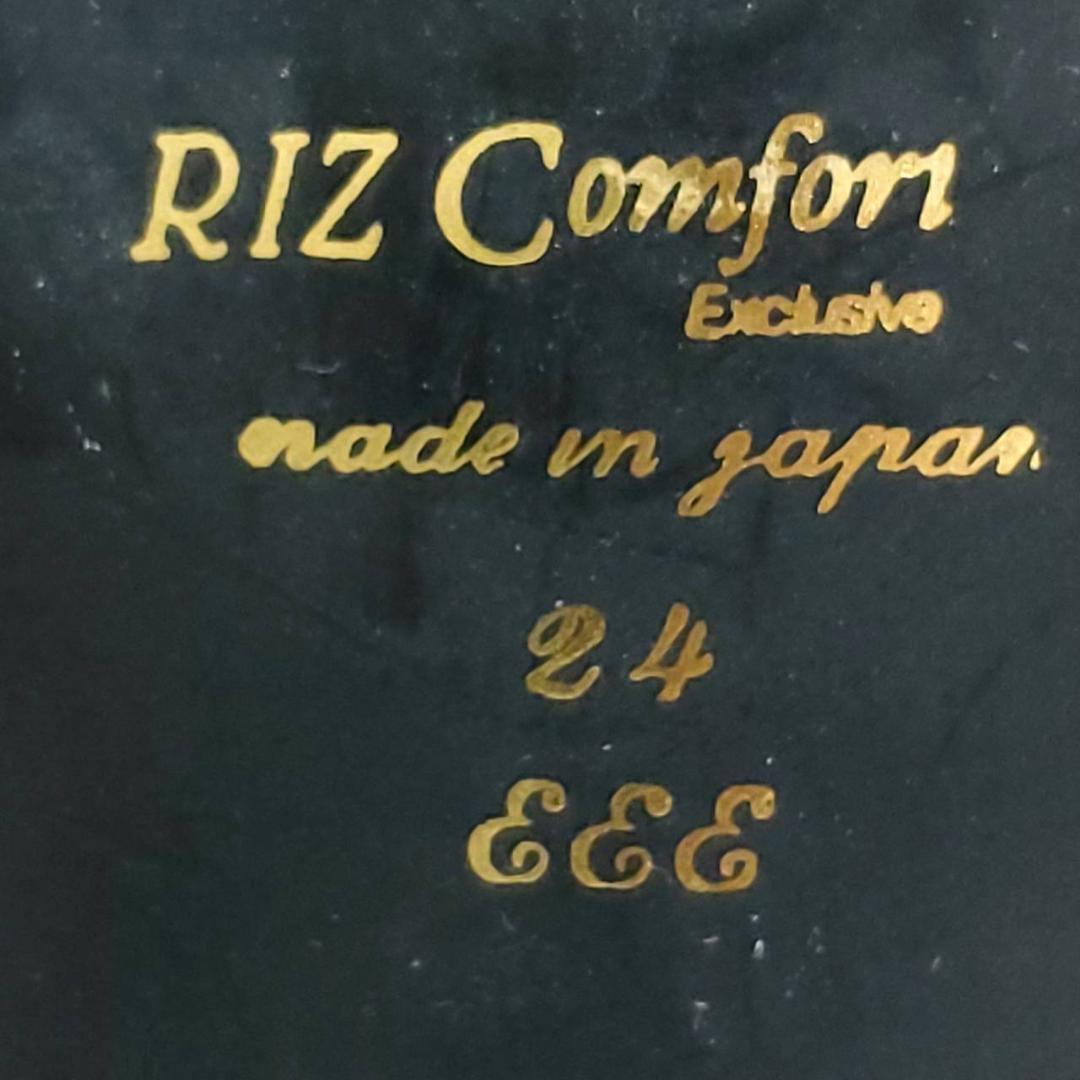 RIZ Comfort
Exclusive
made in japan
24
EEE